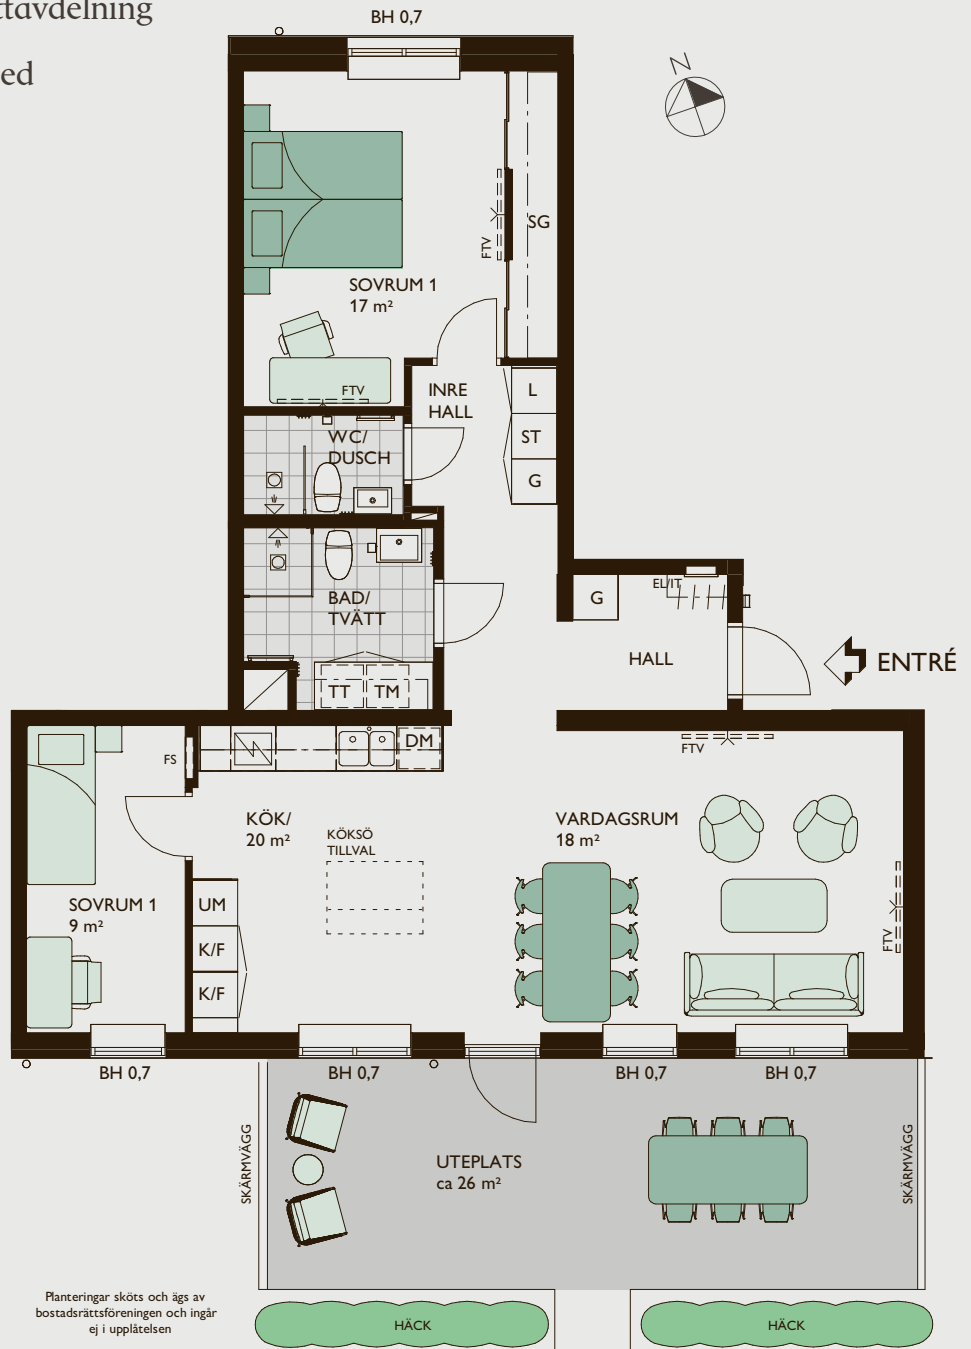 ttavdelning
ed
BH 0,7
N
SG
FTV
SOVRUM 1
17 m²
FTV
INRE
HALL
L
ST
G
WC/
DUSCH
BAD/
TVÄTT
TT
TM
G
EL/IT
HALL
ENTRÉ
DM
FS
FTV
KÖK/
20 m²
KÖKSÖ
TILLVAL
VARDAGSRUM
18 m²
SOVRUM 1
9 m²
UM
K/F
K/F
FTV
BH 0,7
BH 0,7
BH 0,7
BH 0,7
SKÄRMVÄGG
UTEPLATS
ca 26 m²
SKÄRMVÄGG
Planteringar sköts och ägs av
bostadsrättsföreningen och ingår
ej i upplåtelsen
HÄCK
HÄCK